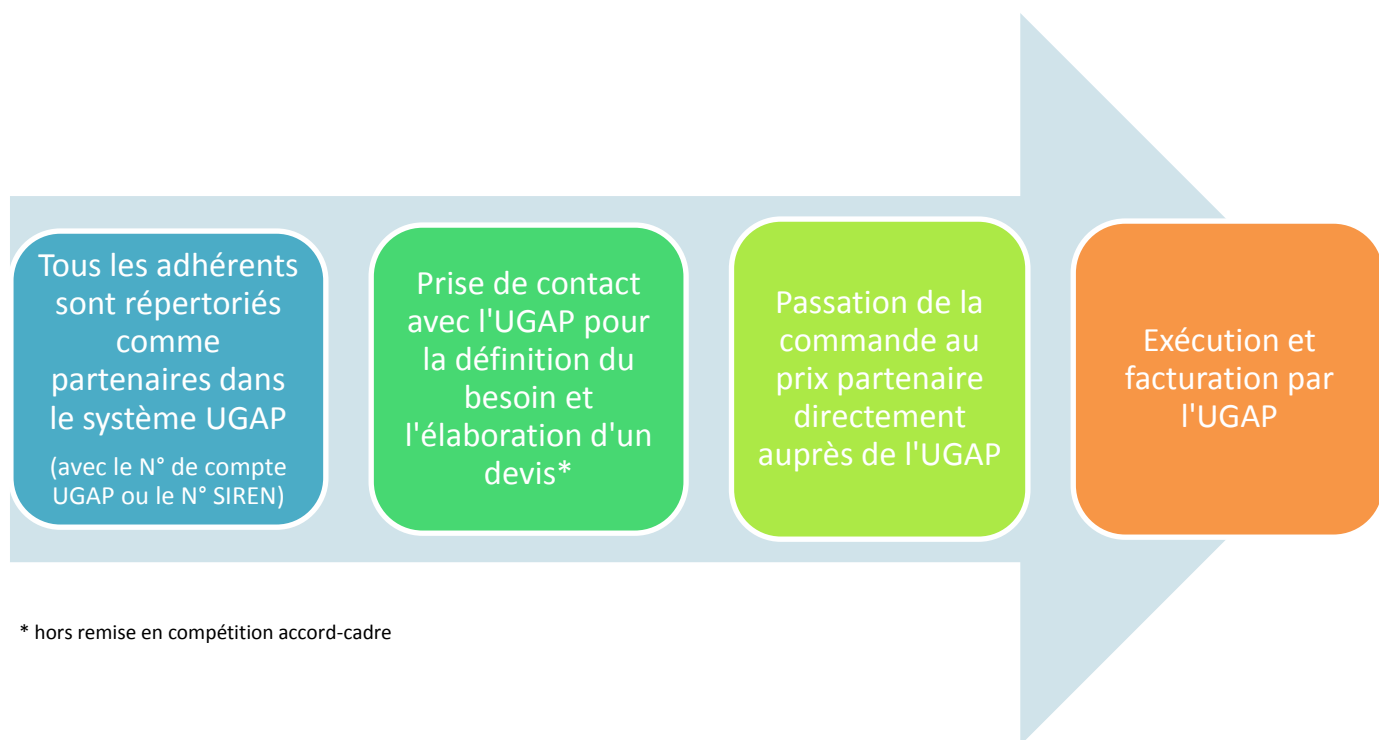 Tous les adhérents
sont répertoriés
comme
partenaires dans
le système UGAP
(avec le N° de compte
UGAP ou le N° SIREN)
Prise de contact
avec l'UGAP pour
la définition du
besoin et
l'élaboration d'un
devis*
Passation de la
commande au
prix partenaire
directement
auprès de l'UGAP
Exécution et
facturation par
l'UGAP
* hors remise en compétition accord-cadre